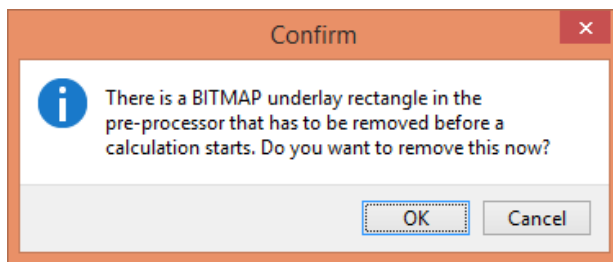 Confirm
There is a BITMAP underlay rectangle in the
pre-processor that has to be removed before a
calculation starts. Do you want to remove this now?
OK
Cancel